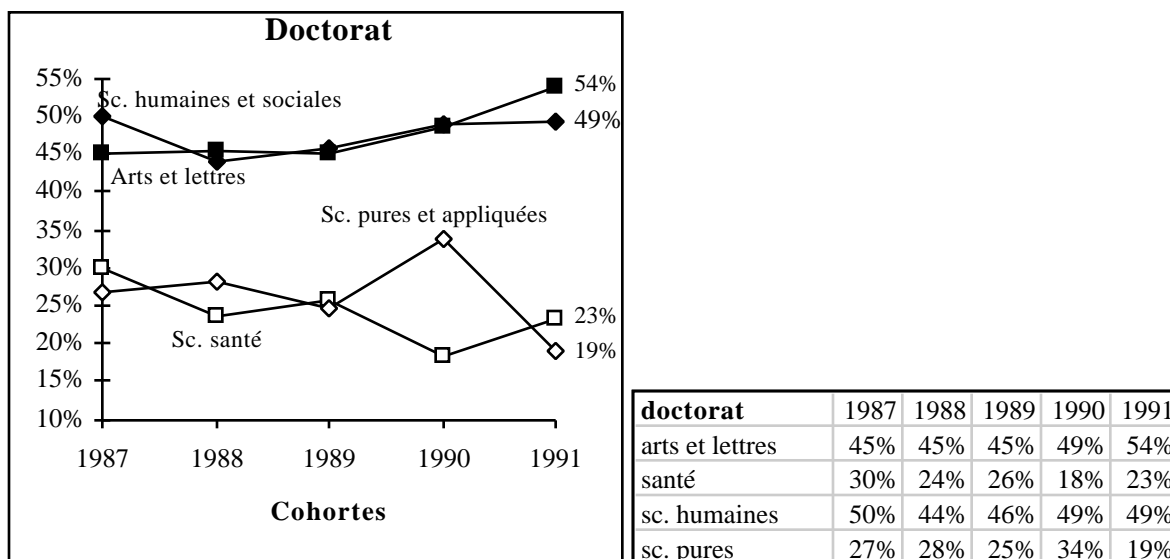 Doctorat
55%
50%
45%
40%
35%
30%
25%
20%
15%
10%
Sc. humaines et sociales
Arts et lettres
Sc. pures et appliquées
Sc. santé
54%
49%
23%
19%
1987 1988 1989 1990 1991
Cohortes
doctorat 1987 1988 1989 1990 1991
arts et lettres 45% 45% 45% 49% 54%
santé 30% 24% 26% 18% 23%
sc. humaines 50% 44% 46% 49% 49%
sc. pures 27% 28% 25% 34% 19%